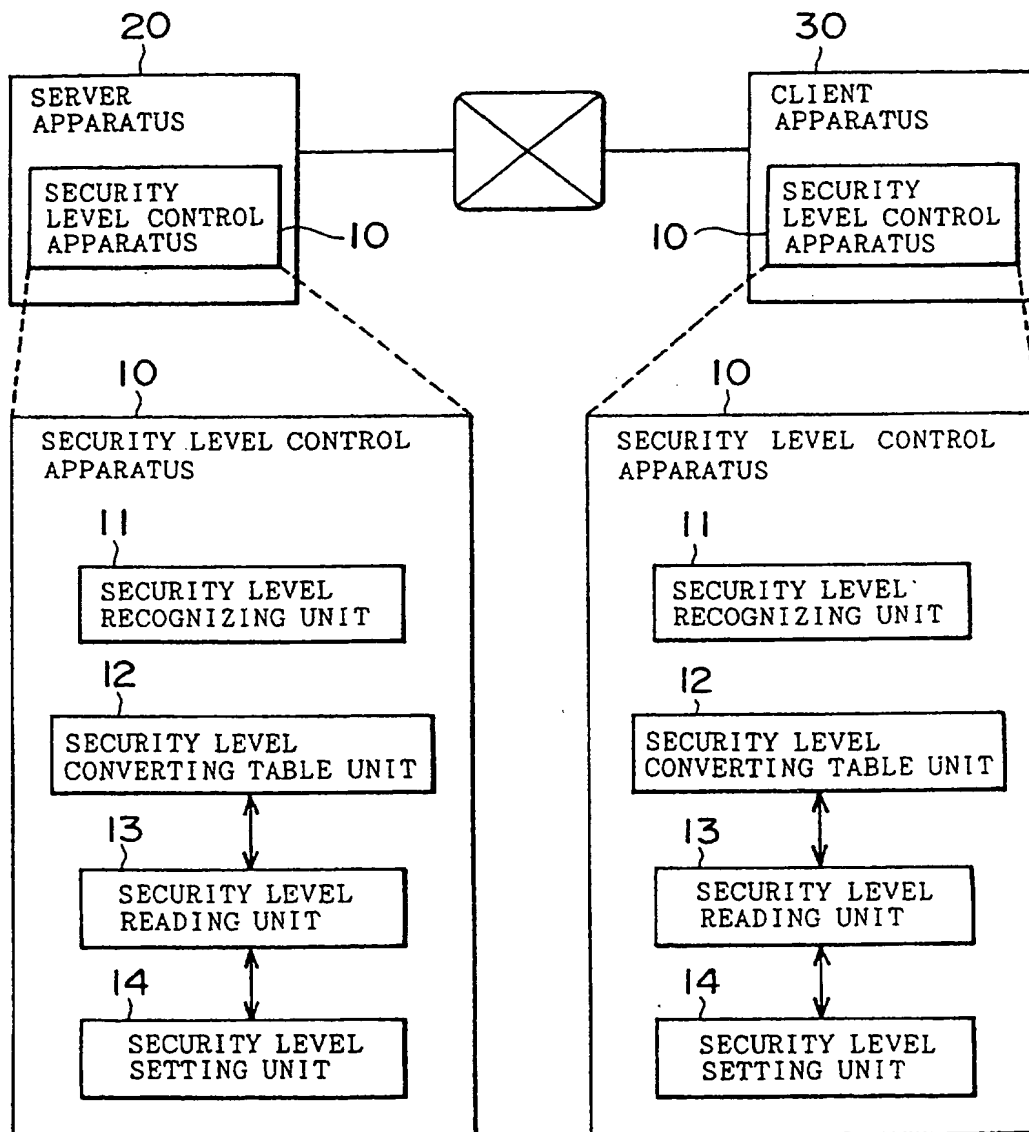 20
30
SERVER
APPARATUS
CLIENT
APPARATUS
SECURITY
LEVEL CONTROL
APPARATUS
10
10
SECURITY
LEVEL CONTROL
APPARATUS
10
10
SECURITY LEVEL CONTROL
APPARATUS
SECURITY LEVEL CONTROL
APPARATUS
11
11
SECURITY LEVEL
RECOGNIZING UNIT
SECURITY LEVEL
RECOGNIZING UNIT
12
12
SECURITY LEVEL
CONVERTING TABLE UNIT
SECURITY LEVEL
CONVERTING TABLE UNIT
13
13
SECURITY LEVEL
READING UNIT
SECURITY LEVEL
READING UNIT
14
14
SECURITY LEVEL
SETTING UNIT
SECURITY LEVEL
SETTING UNIT